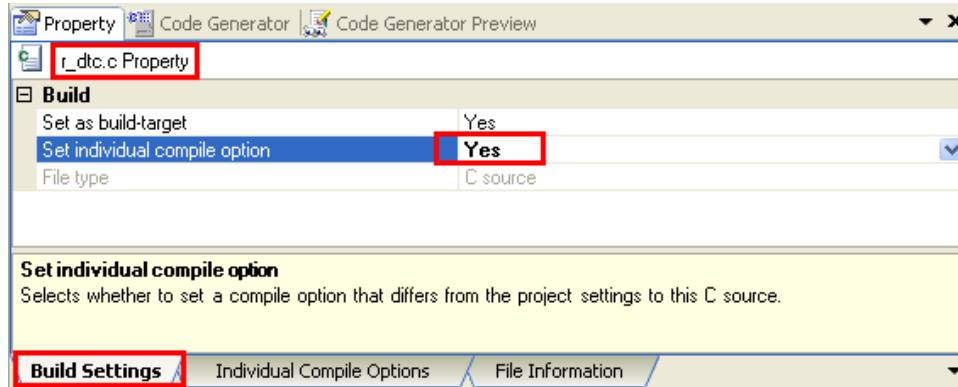 Property Code Generator Code Generator Preview
r_dtc.c Property
Build
Set as build-target Yes
Set individual compile option Yes
File type C source
Set individual compile option
Selects whether to set a compile option that differs from the project settings to this C source.
Build Settings Individual Compile Options File Information